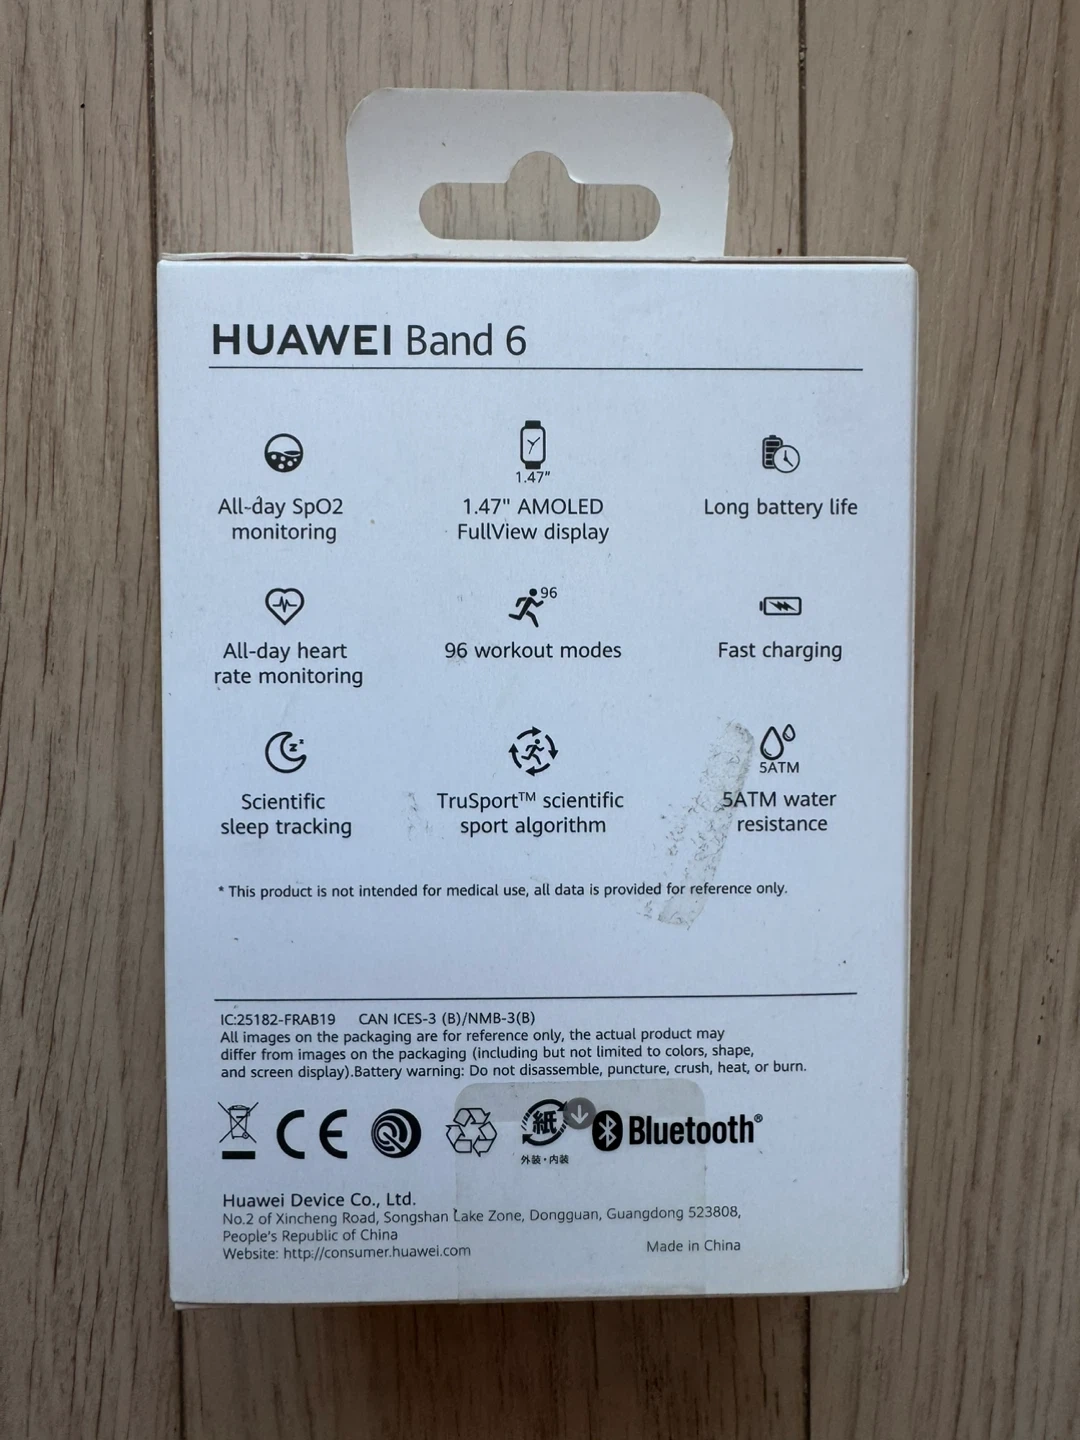 HUAWEI Band 6
1.47"
All-day SpO2
monitoring
1.47" AMOLED
FullView display
Long battery life
96
All-day heart
rate monitoring
96 workout modes
Fast charging
z z
5ATM
Scientific
sleep tracking
TruSport™ scientific
sport algorithm
5ATM water
resistance
* This product is not intended for medical use, all data is provided for reference only.
IC:25182-FRAB19 CAN ICES-3 (B)/NMB-3(B)
All images on the packaging are for reference only, the actual product may
differ from images on the packaging (including but not limited to colors, shape,
and screen display).Battery warning: Do not disassemble, puncture, crush, heat, or burn.
CE 紙 Bluetooth®
外装・内装
Huawei Device Co., Ltd.
No.2 of Xincheng Road, Songshan Lake Zone, Dongguan, Guangdong 523808,
People's Republic of China
Website: http://consumer.huawei.com Made in China